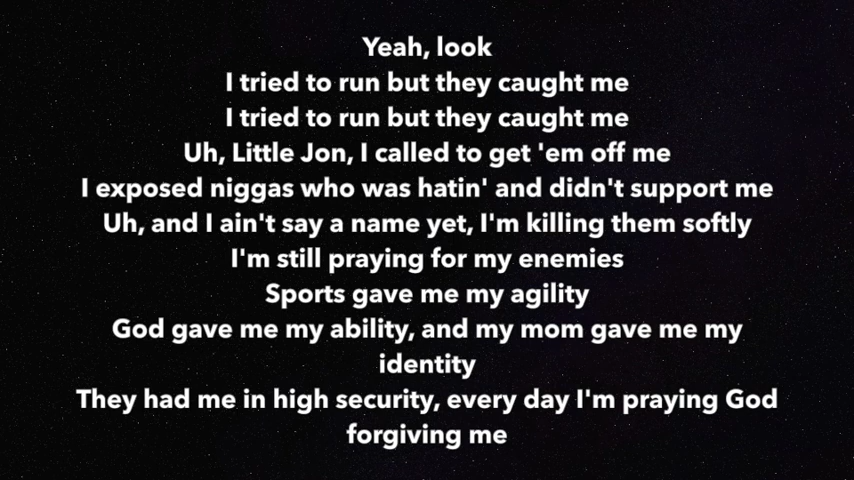 Yeah, look
I tried to run but they caught me
I tried to run but they caught me
Uh, Little Jon, I called to get 'em off me
I exposed niggas who was hatin' and didn't support me
Uh, and I ain't say a name yet, I'm killing them softly
I'm still praying for my enemies
Sports gave me my agility
God gave me my ability, and my mom gave me my
identity
They had me in high security, every day I'm praying God
forgiving me